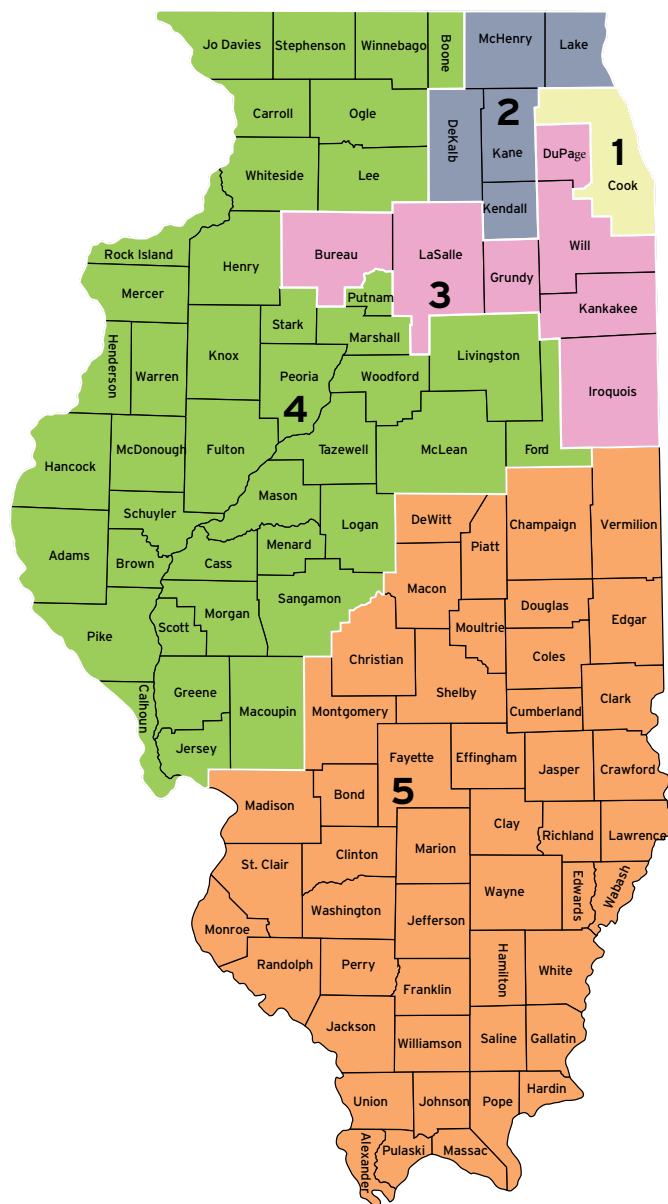 Jo Davies
Stephenson
Winnebago
Boone
McHenry
Lake
Carroll
Ogle
DeKalb
2
Kane
DuPage
1
Cook
Whiteside
Lee
Kendall
Rock Island
Henry
Bureau
LaSalle
Will
Mercer
Putnam
3
Grundy
Kankakee
Stark
Marshall
Henderson
Warren
Knox
Peoria
4
Woodford
Livingston
Iroquois
Hancock
McDonough
Fulton
Tazewell
McLean
Ford
Schuyler
Mason
Logan
DeWitt
Piatt
Champaign
Vermilion
Adams
Brown
Cass
Menard
Macon
Pike
Scott
Morgan
Sangamon
Christian
Moultrie
Douglas
Edgar
Coles
Calhoun
Greene
Macoupin
Montgomery
Shelby
Cumberland
Clark
Jersey
Fayette
5
Effingham
Jasper
Crawford
Madison
Bond
Clay
Richland
Lawrence
St. Clair
Clinton
Marion
Wayne
Edwards
Wabash
Monroe
Washington
Jefferson
Randolph
Perry
Franklin
Hamilton
White
Jackson
Williamson
Saline
Gallatin
Union
Johnson
Pope
Hardin
Alexander
Pulaski
Massac